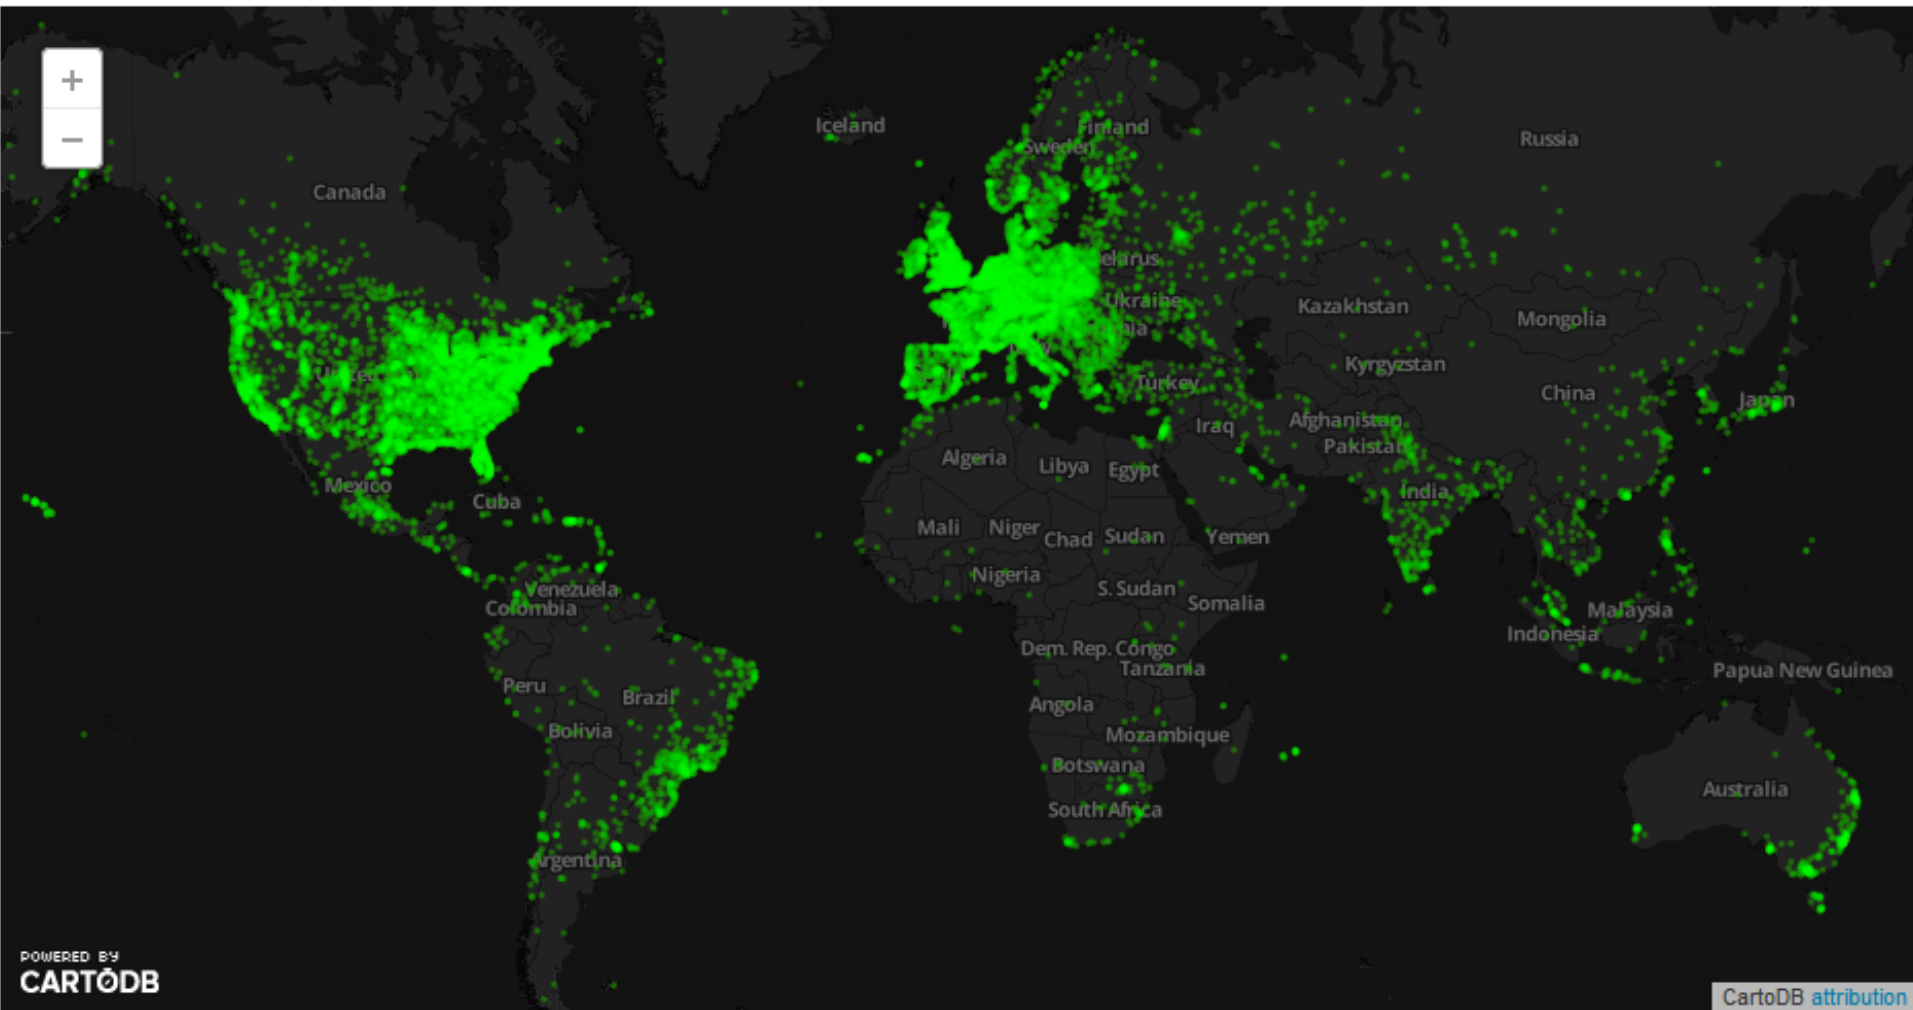 +
−
Iceland
Finland
Sweden
Russia
Canada
elarus
Ukraine
Kazakhstan
Mongolia
Kyrgyzstan
Turkey
China
Japan
Afghanistan
Iraq
Pakistan
Algeria
Libya
Egypt
Mexico
Cuba
India
Mali
Niger
Chad
Sudan
Yemen
Nigeria
S. Sudan
Venezuela
Somalia
Colombia
Malaysia
Indonesia
Dem. Rep. Congo
Tanzania
Papua New Guinea
Peru
Brazil
Angola
Bolivia
Mozambique
Botswana
Australia
South Africa
Argentina
POWERED BY
CARTODB
CartoDB attribution